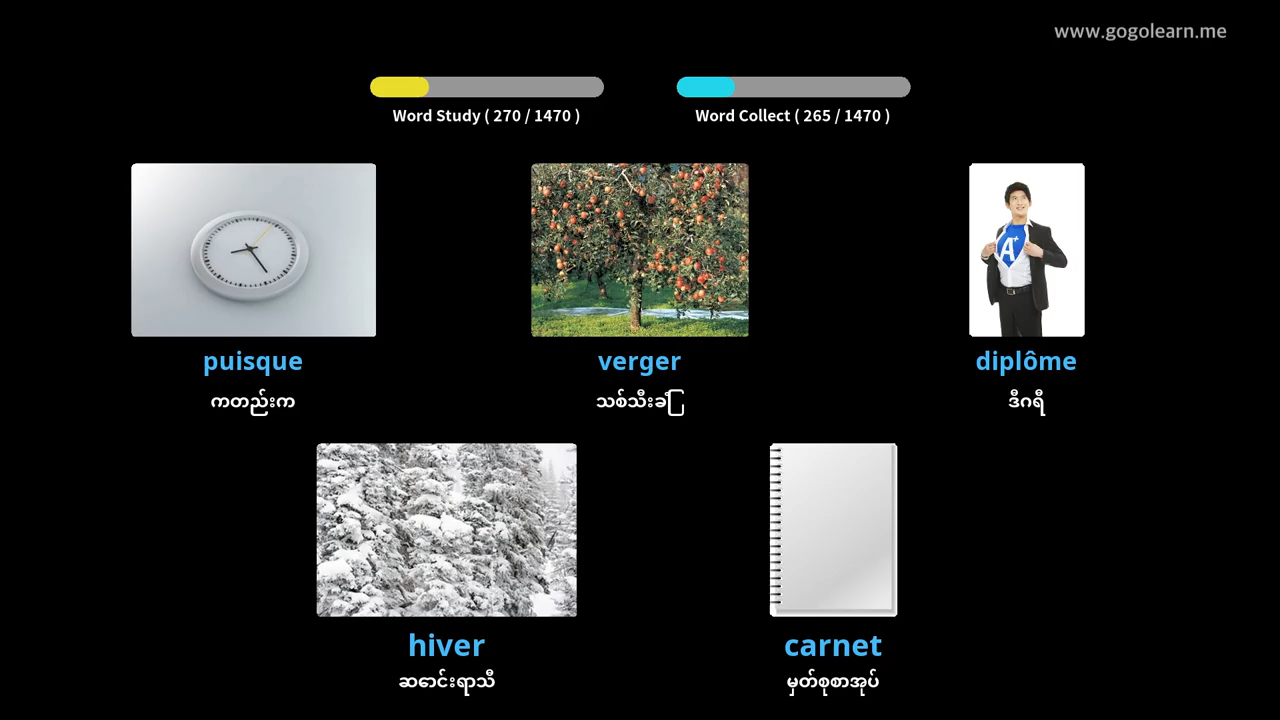 www.gogolearn.me
Word Study ( 270 / 1470 )
Word Collect ( 265 / 1470 )
A+
puisque
verger
diplôme
ကတည်းက
သစ်သီးခံြ
ဒီဂရီ
hiver
carnet
ဆောင်းရာသီ
မှတ်စုစာအုပ်